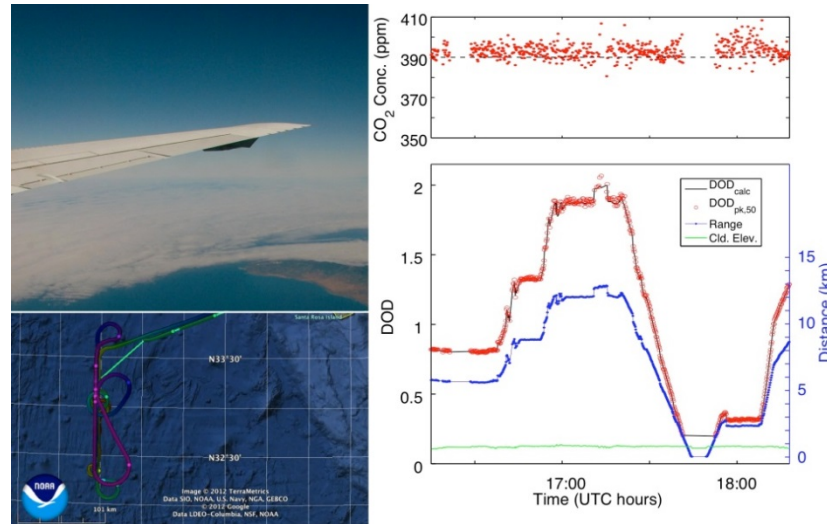 Santa Rosa Island
N33°30'
N32°30'
NOAA
101 km
Image © 2012 TerraMetrics
Data SIO, NOAA, U.S. Navy, NGA, GEBCO
© 2012 Google
Data LDEO-Columbia, NSF, NOAA
CO2 Conc. (ppm)
410
390
370
350
DOD
2
1.5
1
0.5
0
DODcalc
DODpk,50
Range
Cld. Elev.
15
10
5
0
Distance (km)
17:00
18:00
Time (UTC hours)